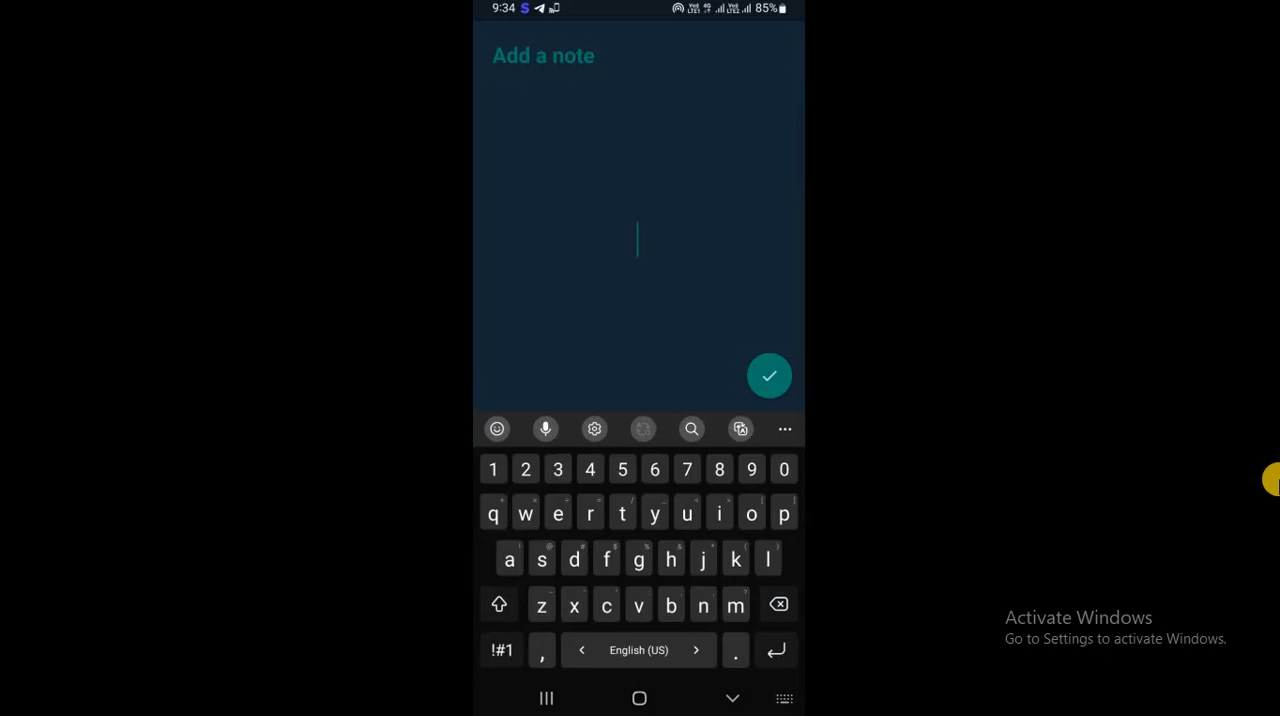 9:34 S 85%
Add a note
1 2 3 4 5 6 7 8 9 0
q w e r t y u i o p
a s d f g h j k l
z x c v b n m
!#1 , < English (US) > .
Activate Windows
Go to Settings to activate Windows.